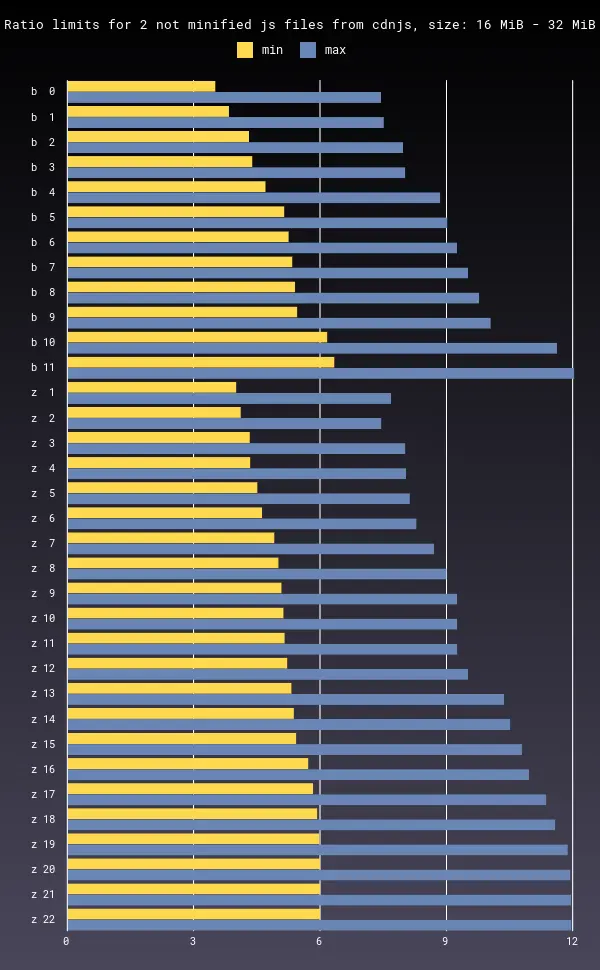 Ratio limits for 2 not minified js files from cdnjs, size: 16 MiB - 32 MiB
min max
b 0
b 1
b 2
b 3
b 4
b 5
b 6
b 7
b 8
b 9
b 10
b 11
z 1
z 2
z 3
z 4
z 5
z 6
z 7
z 8
z 9
z 10
z 11
z 12
z 13
z 14
z 15
z 16
z 17
z 18
z 19
z 20
z 21
z 22
0 3 6 9 12